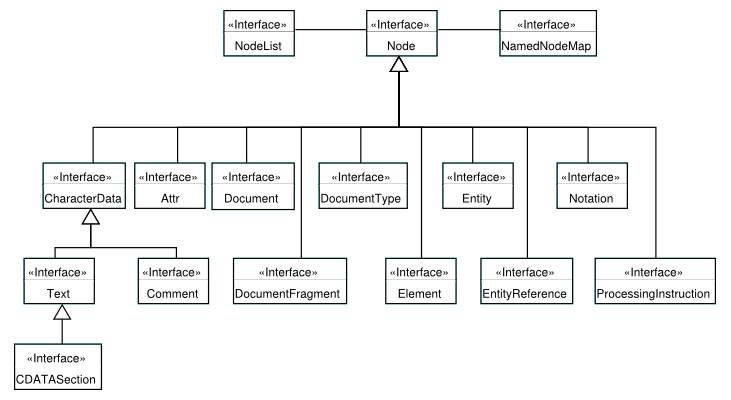 «Interface»
NodeList
«Interface»
Node
«Interface»
NamedNodeMap
«Interface»
CharacterData
«Interface»
Attr
«Interface»
Document
«Interface»
DocumentType
«Interface»
Entity
«Interface»
Notation
«Interface»
Text
«Interface»
Comment
«Interface»
DocumentFragment
«Interface»
Element
«Interface»
EntityReference
«Interface»
ProcessingInstruction
«Interface»
CDATASection